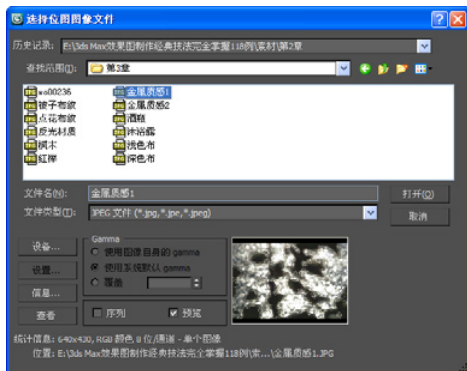 选择位图图像文件
历史记录: E:\3ds Max效果图制作经典技法完全掌握118例\素材\第2章
查找范围(I): 第2章
wo00236 金属质感1
被子布纹 金属质感2
点花布纹 酒瓶
反光材质 沐浴露
枫木 浅色布
红榉 深色布
文件名(N): 金属质感1 打开(O)
文件类型(T): JPEG 文件 (*.jpg,*.jpe,*.jpeg) 取消
设备... Gamma
使用图像自身的 gamma
设置... 使用系统默认 gamma
信息... 覆盖
查看 序列 预览
统计信息: 640x430, RGB 颜色 8 位/通道 - 单个图像
位置: E:\3ds Max效果图制作经典技法完全掌握118例\素...\金属质感1.JPG